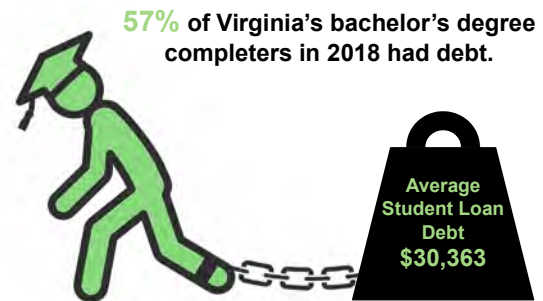 57% of Virginia’s bachelor’s degree
completers in 2018 had debt.
Average
Student Loan
Debt
$30,363